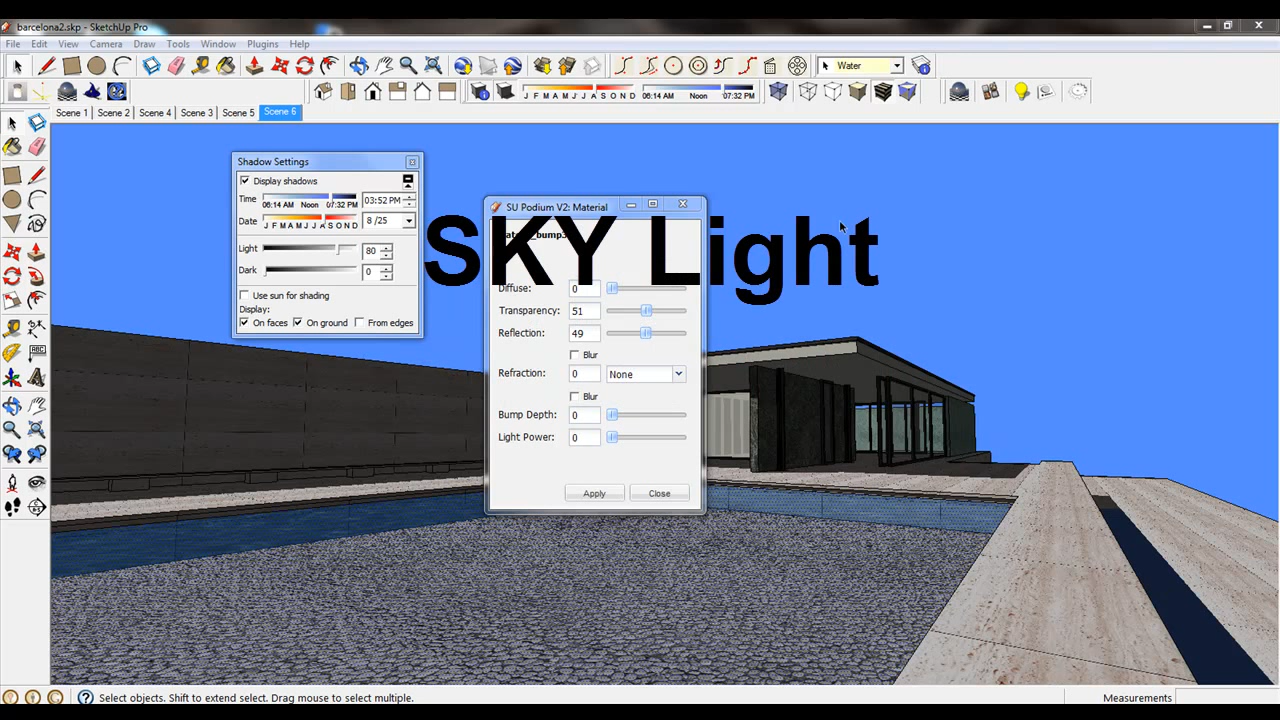 barcelona2.skp - SketchUp Pro
File Edit View Camera Draw Tools Window Plugins Help
Water
J F M A M J J A S O N D 06:14 AM Noon 07:32 PM
Scene 1 Scene 2 Scene 4 Scene 3 Scene 5 Scene 6
Shadow Settings
Display shadows
Time 06:14 AM Noon 07:32 PM 03:52 PM
Date J F M A M J J A S O N D 8 /25
Light 80
Dark 0
Use sun for shading
Display:
On faces On ground From edges
SU Podium V2: Material
SKY Light
Diffuse: 0
Transparency: 51
Reflection: 49
Blur
Refraction: 0 None
Blur
Bump Depth: 0
Light Power: 0
Apply Close
ABC
Select objects. Shift to extend select. Drag mouse to select multiple.
Measurements